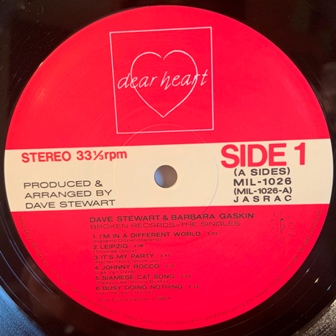 dear heart
STEREO 33⅓rpm
SIDE 1
(A SIDES)
MIL-1026
(MIL-1026-A)
JASRAC
PRODUCED &
ARRANGED BY
DAVE STEWART
DAVE STEWART & BARBARA GASKIN
BROKEN RECORDS–THE SINGLES
1. I'M IN A DIFFERENT WORLD
2. LEIPZIG
3. IT'S MY PARTY
4. JOHNNY ROCCO
5. SIAMESE CAT SONG
6. BUSY DOING NOTHING